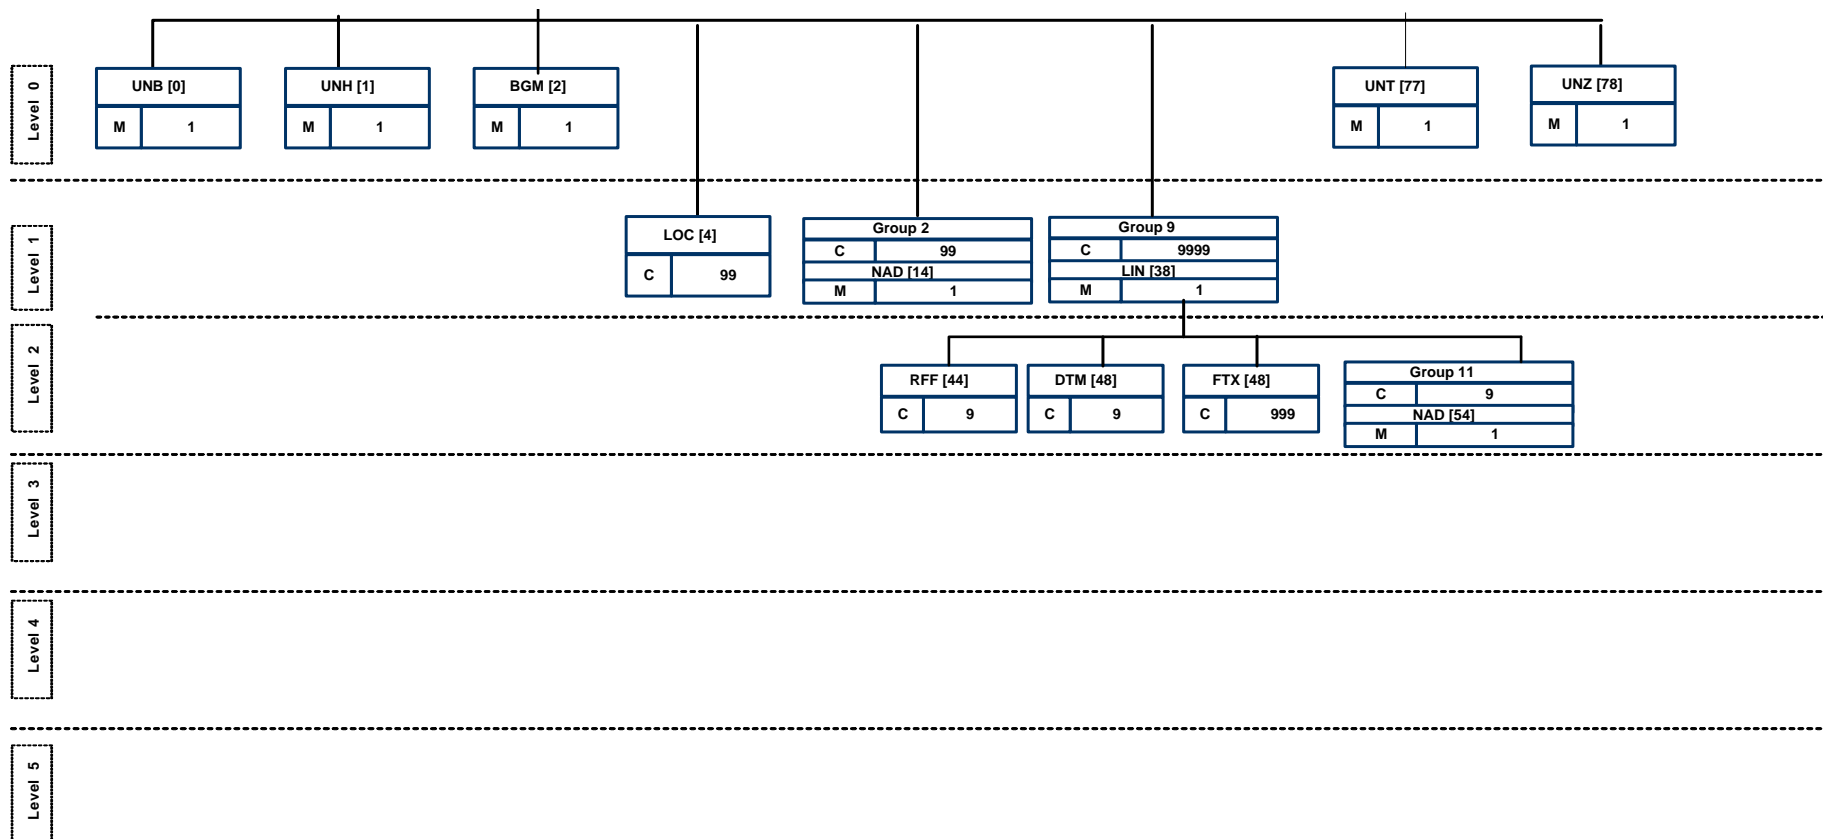 Level 0
UNB [0]
M 1
UNH [1]
M 1
BGM [2]
M 1
UNT [77]
M 1
UNZ [78]
M 1
Level 1
LOC [4]
C 99
Group 2
C 99
NAD [14]
M 1
Group 9
C 9999
LIN [38]
M 1
Level 2
RFF [44]
C 9
DTM [48]
C 9
FTX [48]
C 999
Group 11
C 9
NAD [54]
M 1
Level 3
Level 4
Level 5